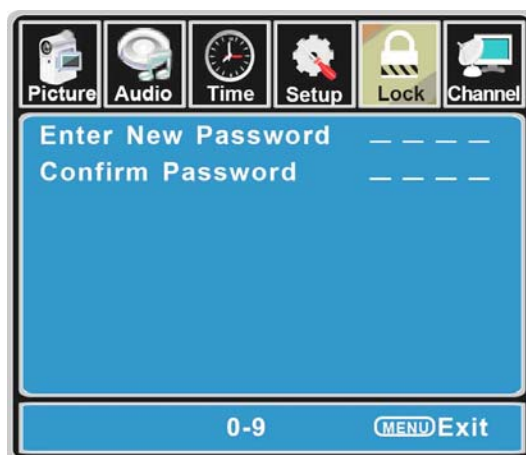 Picture Audio Time Setup Lock Channel
Enter New Password _ _ _ _
Confirm Password _ _ _ _
0-9 MENU Exit